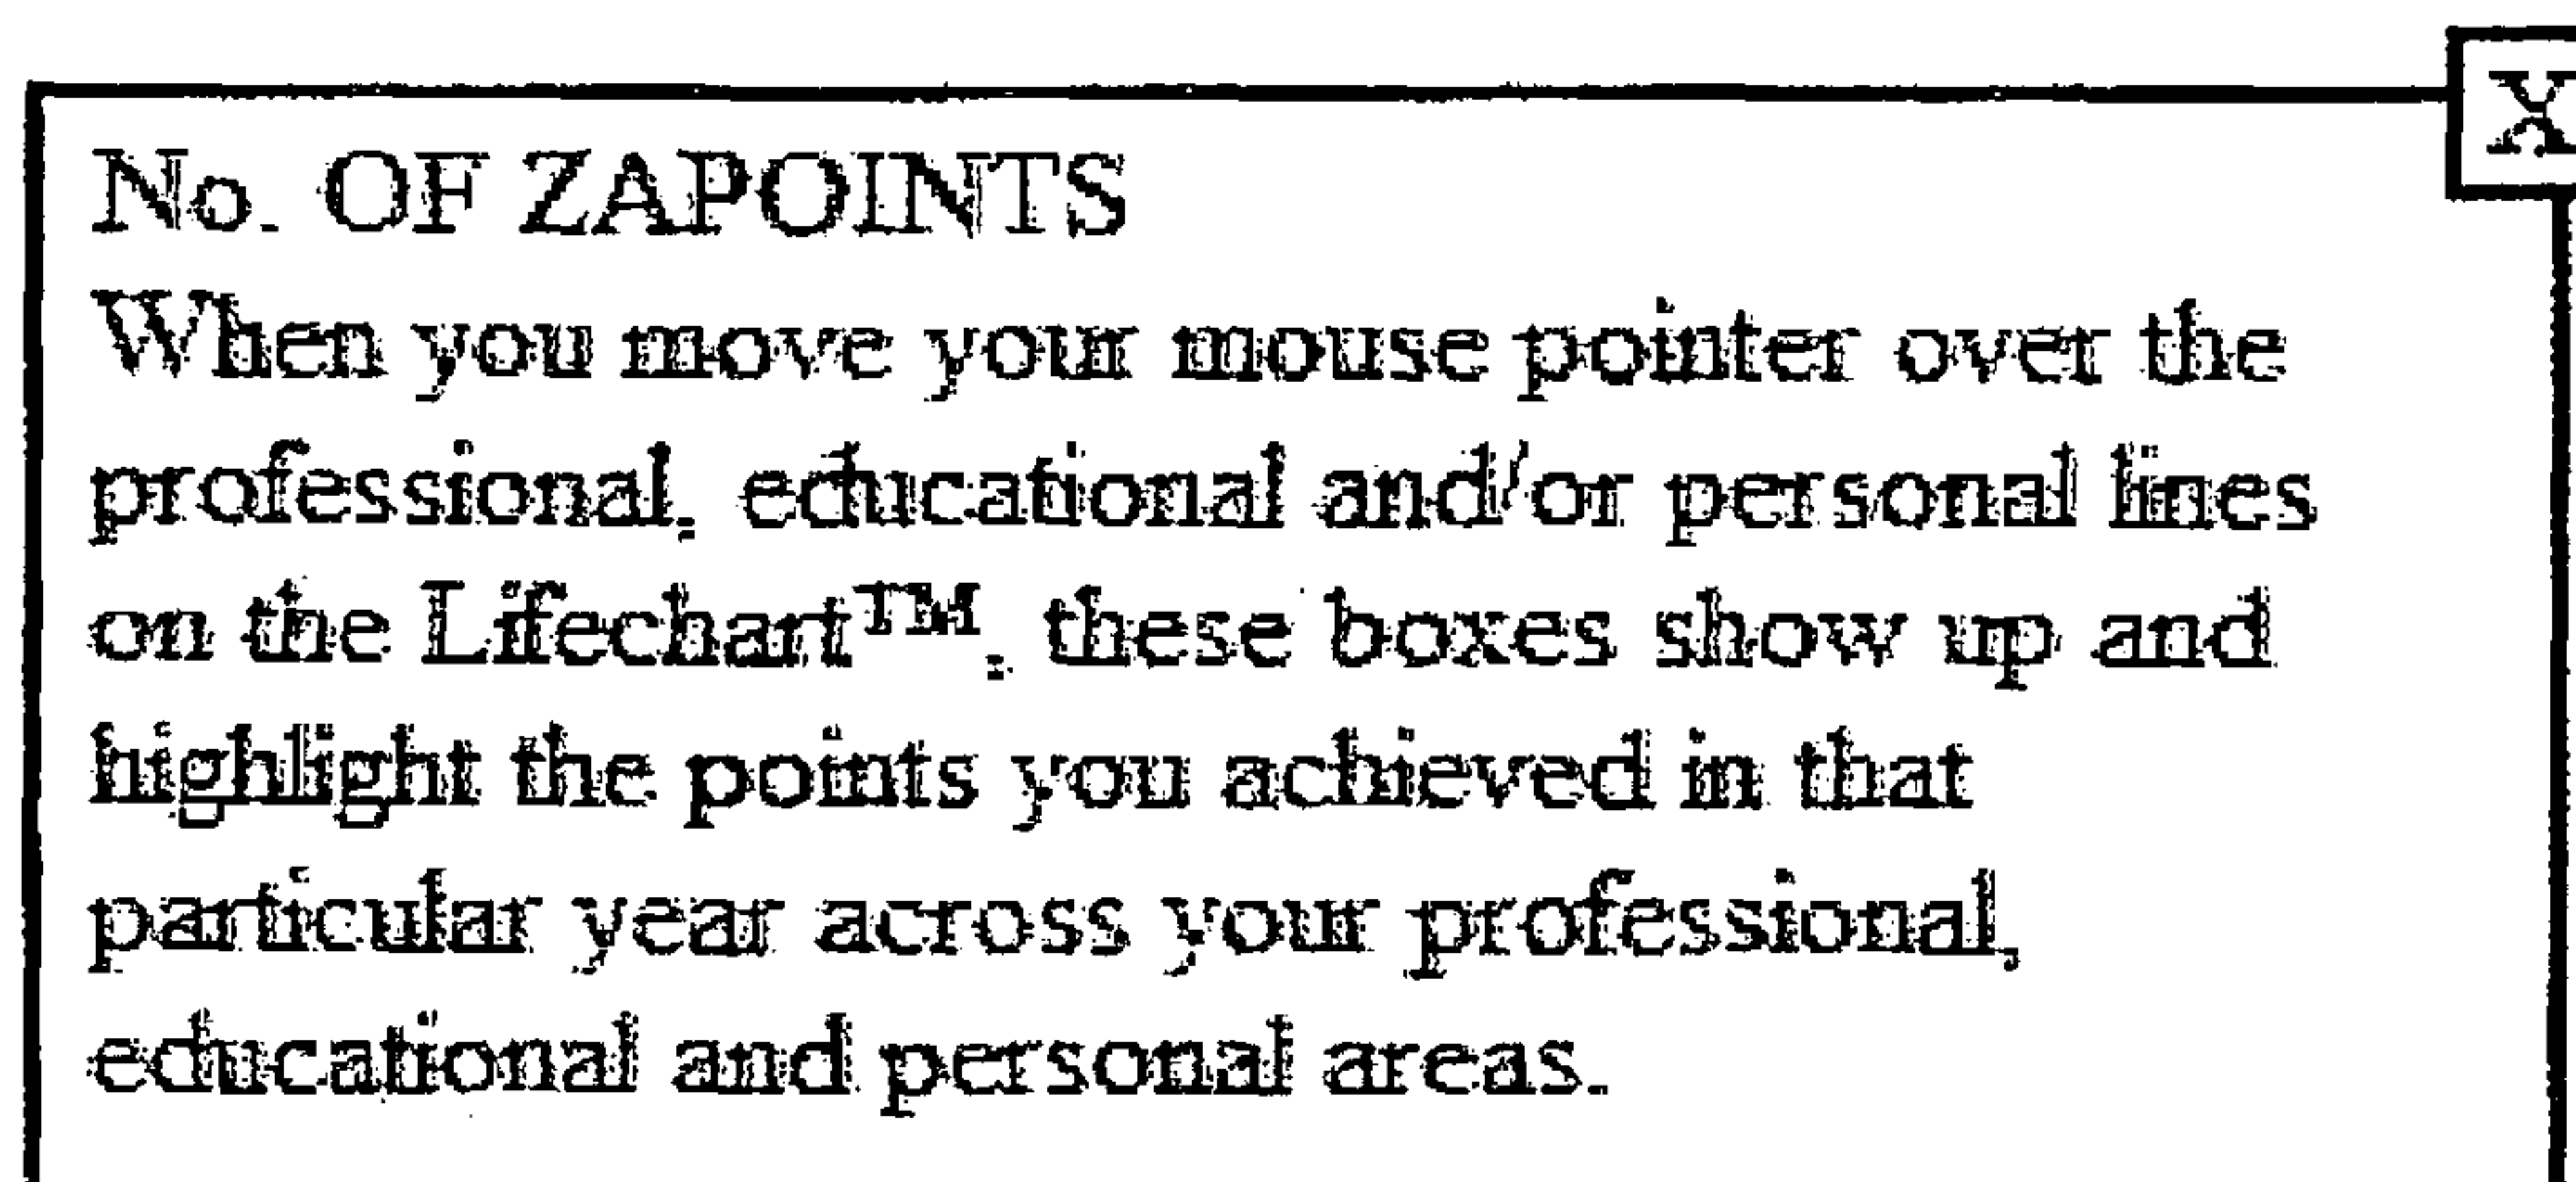 X
No. OF ZAPOINTS
When you move your mouse pointer over the
professional, educational and/or personal lines
on the Lifechart™, these boxes show up and
highlight the points you achieved in that
particular year across your professional,
educational and personal areas.